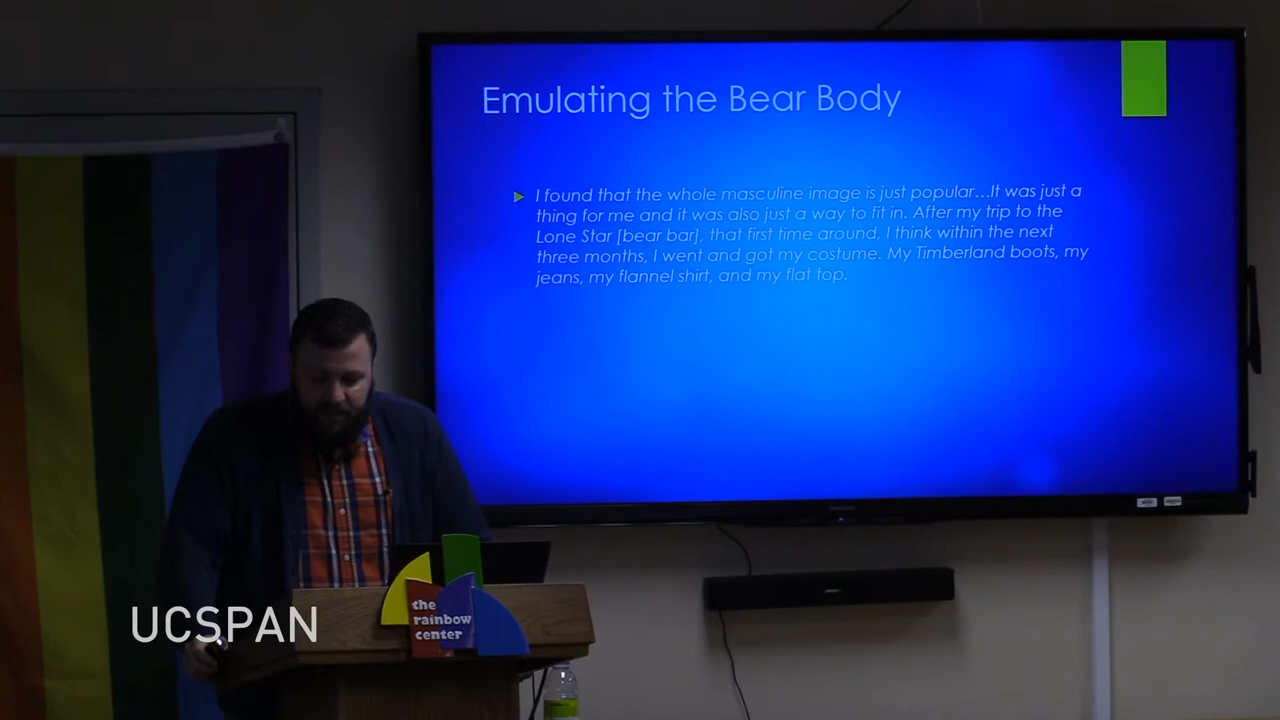 Emulating the Bear Body
I found that the whole masculine image is just popular...It was just a
thing for me and it was also just a way to fit in. After my trip to the
Lone Star [bear bar], that first time around, I think within the next
three months, I went and got my costume. My Timberland boots, my
jeans, my flannel shirt, and my flat top.
the
rainbow
center
UCSPAN